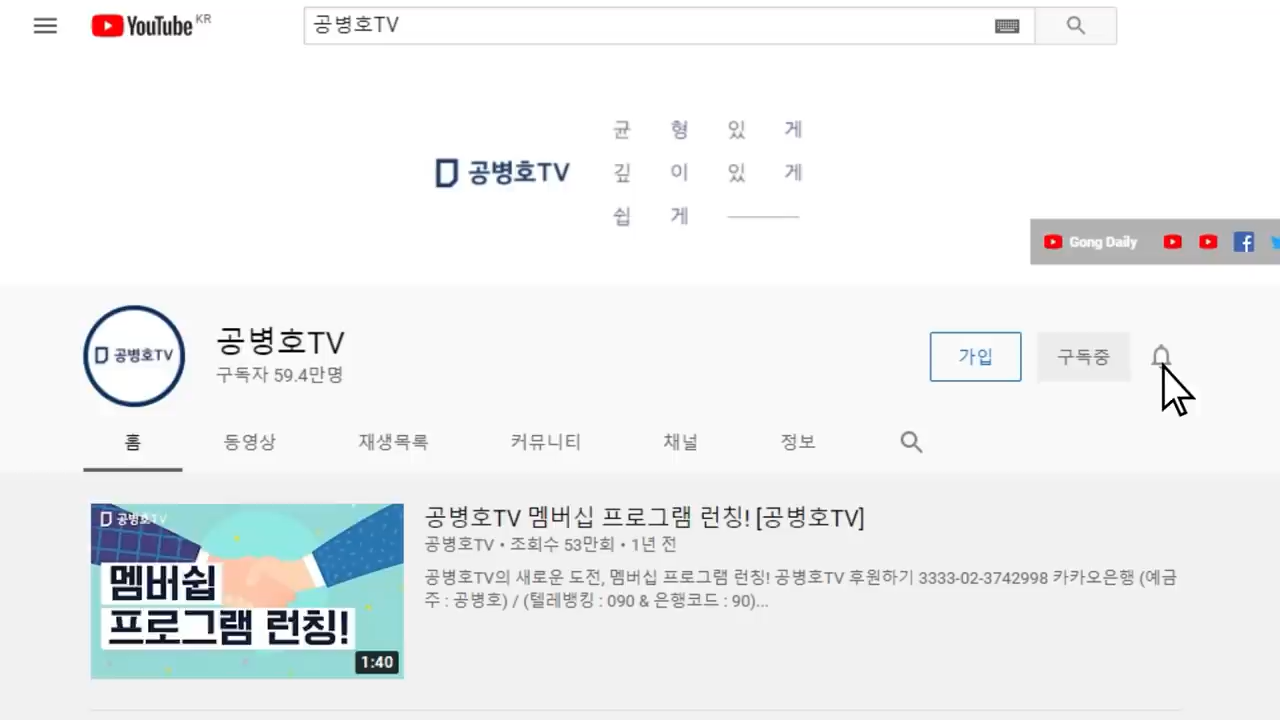 YouTube KR
공병호TV
균형있게
공병호TV
깊이있게
쉽게
Gong Daily
공병호TV
공병호TV
구독자 59.4만명
가입
구독중
홈
동영상
재생목록
커뮤니티
채널
정보
공병호TV
멤버쉽
프로그램 런칭!
1:40
공병호TV 멤버십 프로그램 런칭! [공병호TV]
공병호TV • 조회수 53만회 • 1년 전
공병호TV의 새로운 도전, 멤버십 프로그램 런칭! 공병호TV 후원하기 3333-02-3742998 카카오은행 (예금
주 : 공병호) / (텔레뱅킹 : 090 & 은행코드 : 90)...